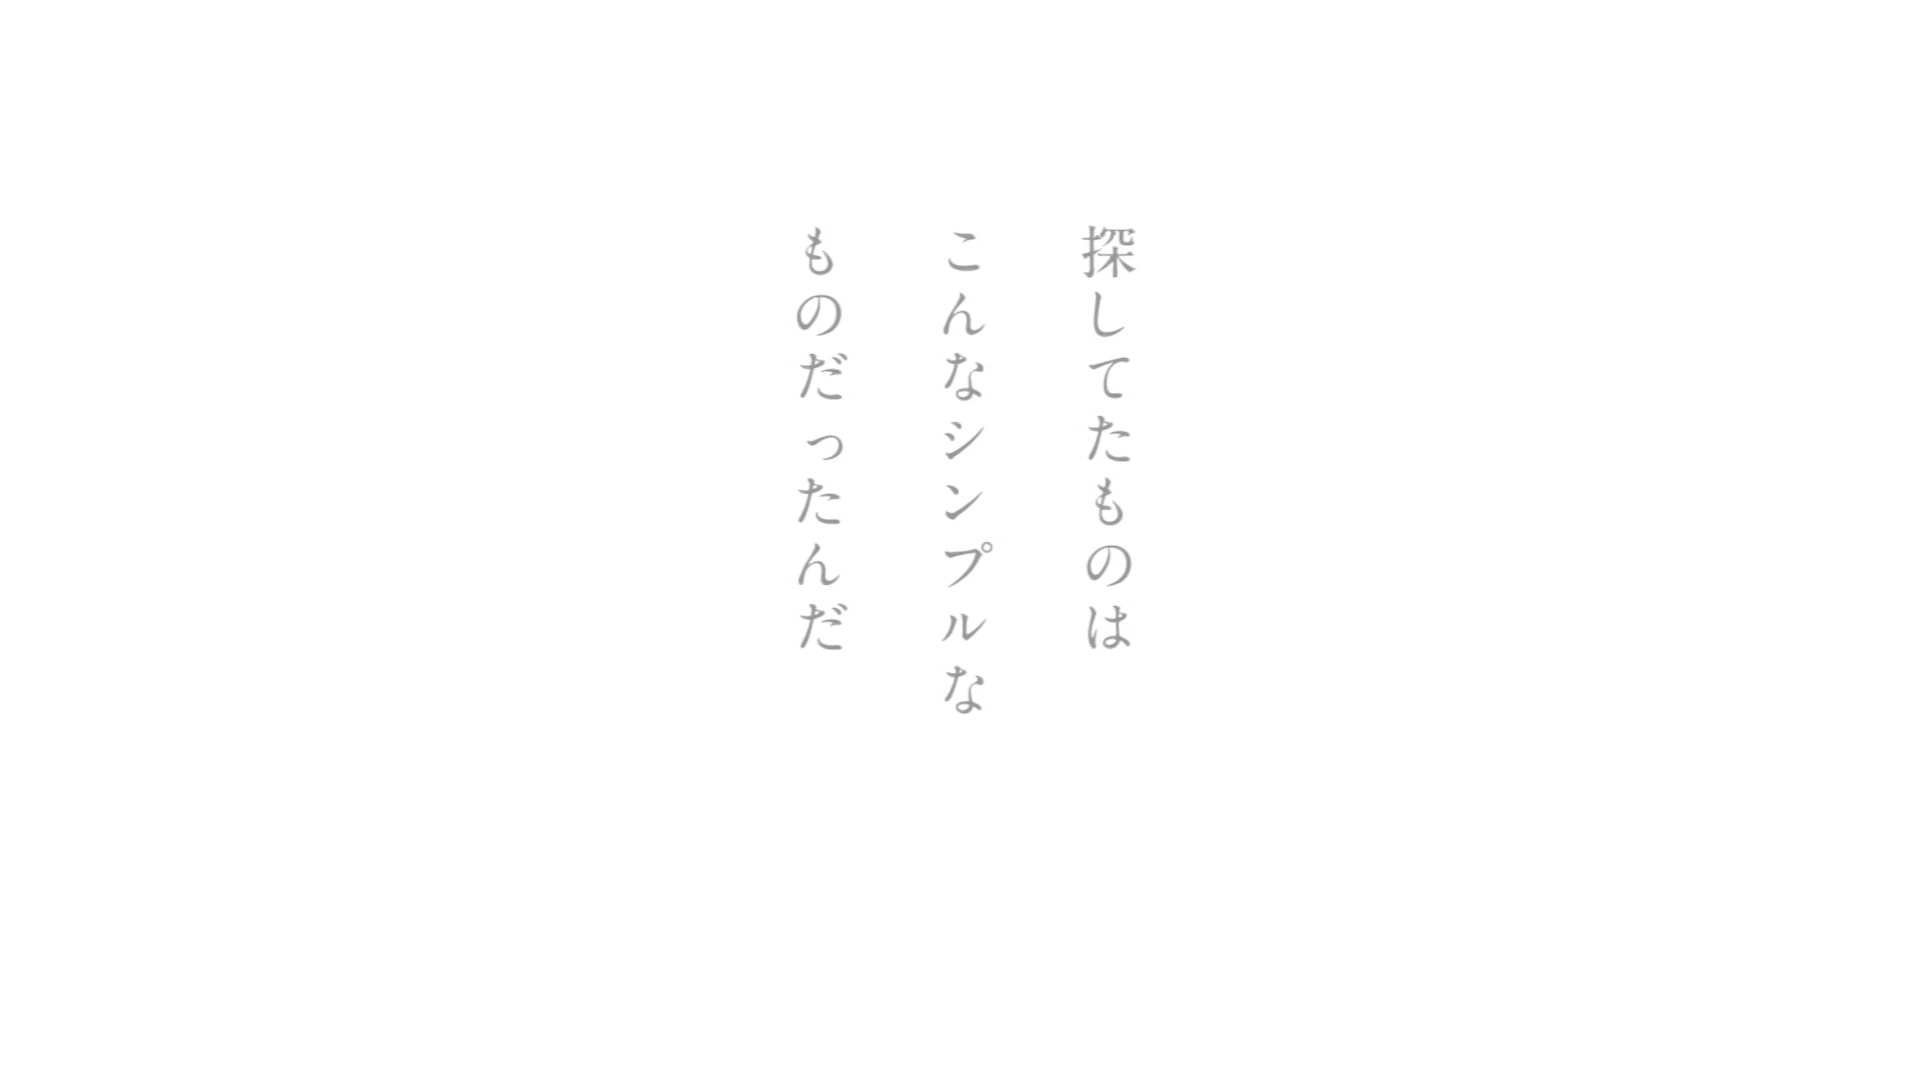 探してたものは
こんなシンプルな
ものだったんだ